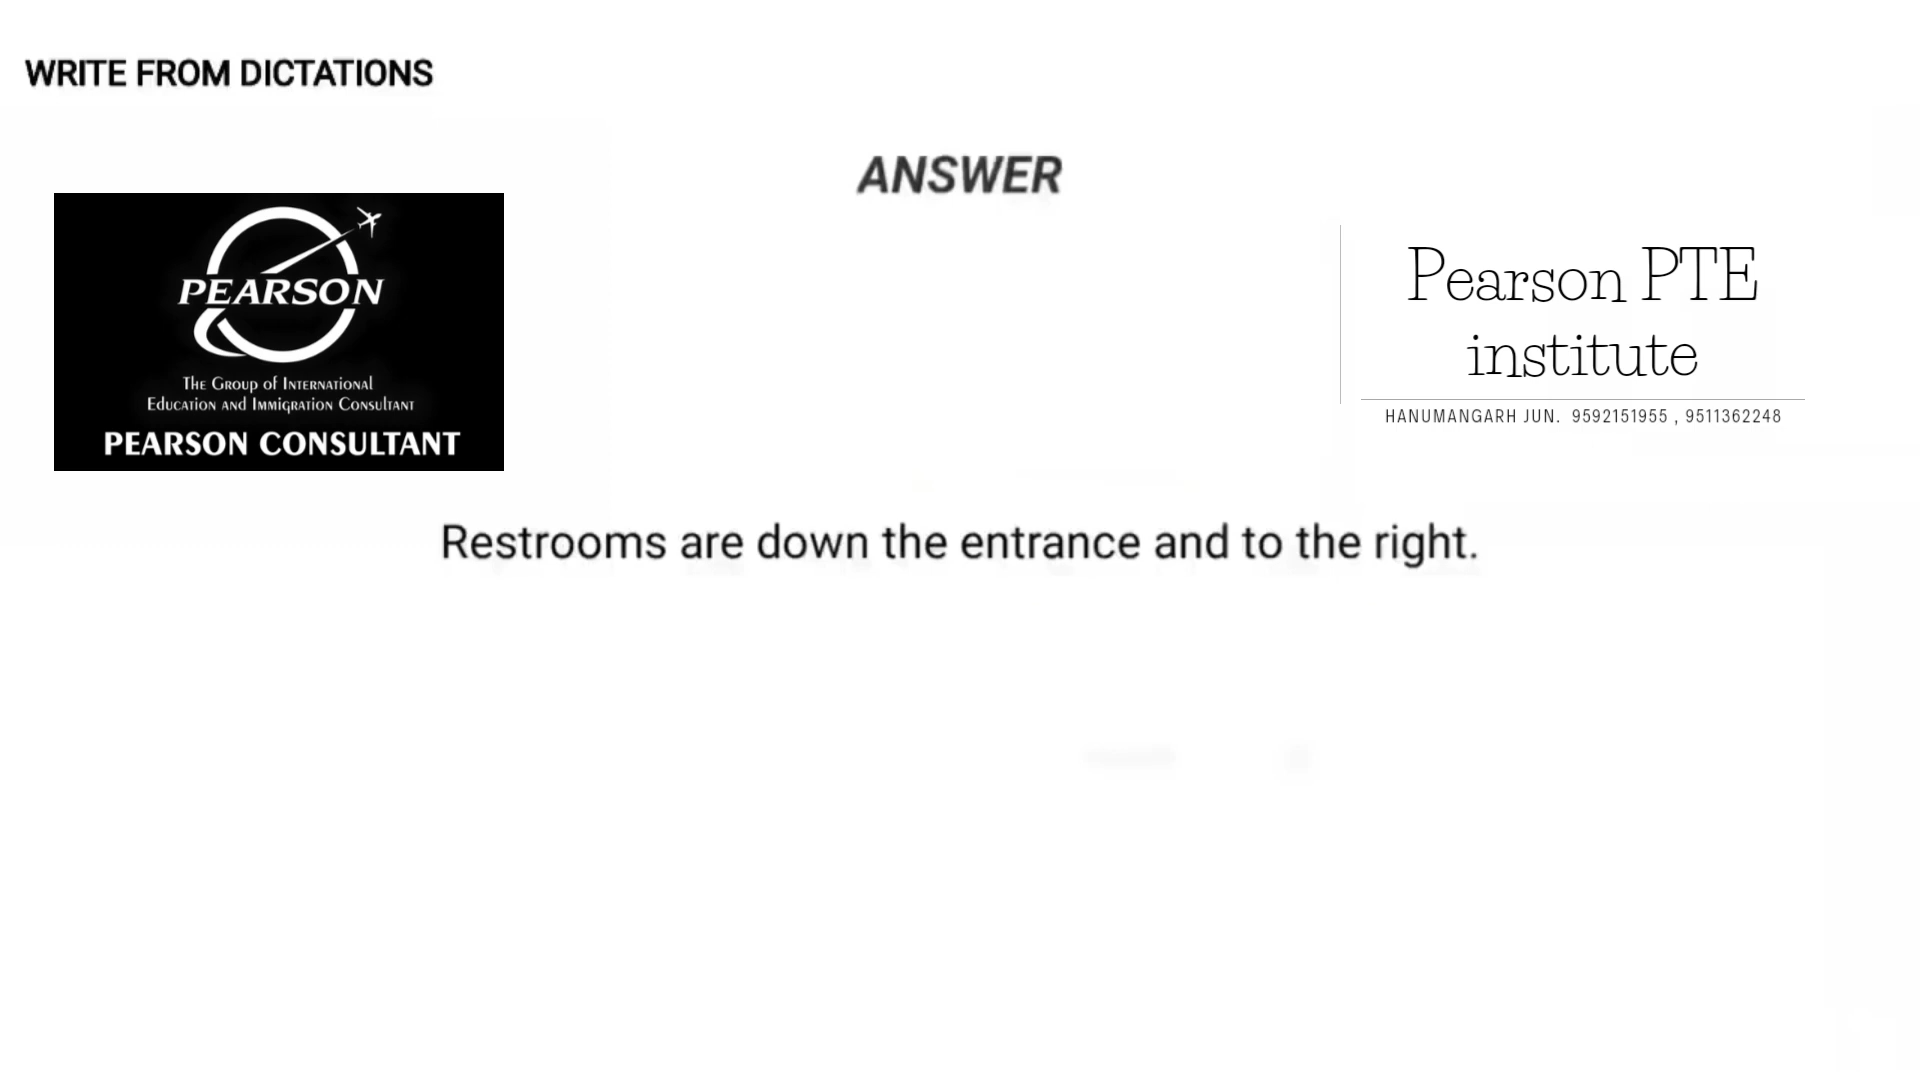 WRITE FROM DICTATIONS
ANSWER
PEARSON
The Group of International
Education and Immigration Consultant
PEARSON CONSULTANT
Pearson PTE
institute
HANUMANGARH JUN. 9592151955 , 9511362248
Restrooms are down the entrance and to the right.